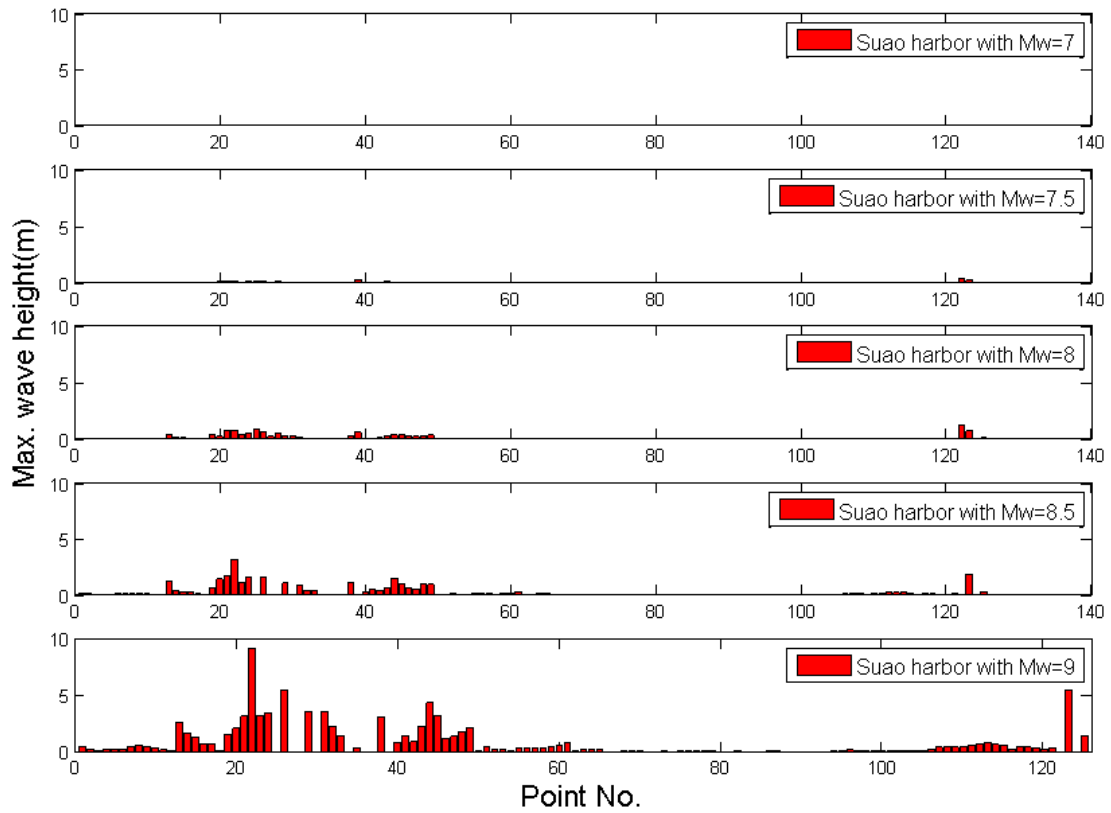 10
5
0
Suao harbor with Mw=7
0 20 40 60 80 100 120 140
10
5
0
Suao harbor with Mw=7.5
0 20 40 60 80 100 120 140
10
5
0
Suao harbor with Mw=8
0 20 40 60 80 100 120 140
10
5
0
Suao harbor with Mw=8.5
0 20 40 60 80 100 120 140
10
5
0
Suao harbor with Mw=9
20 40 60 80 100 120
Max. wave height(m)
Point No.